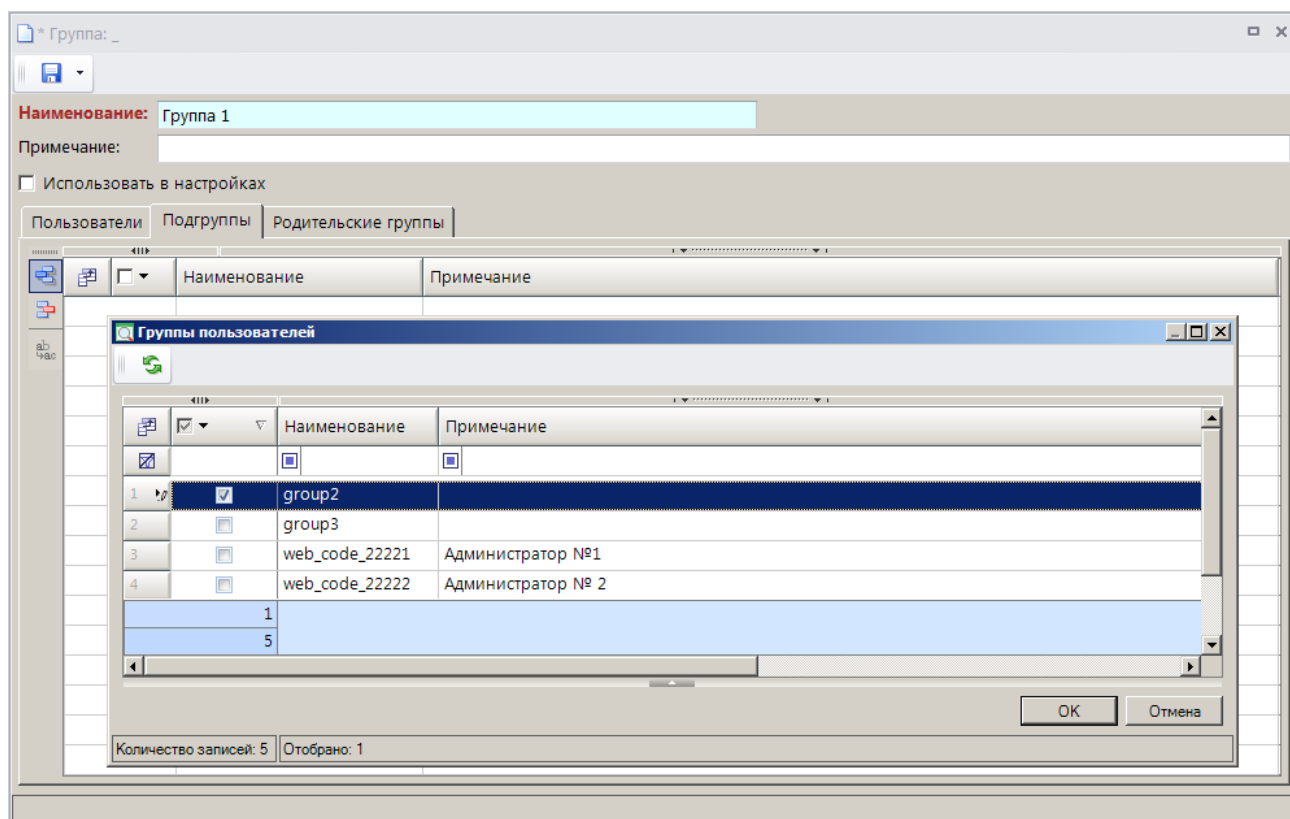 * Группа: _
Наименование: Группа 1
Примечание:
Использовать в настройках
Пользователи Подгруппы Родительские группы
Наименование Примечание
ab
ac
Группы пользователей
Наименование Примечание
1 group2
2 group3
3 web_code_22221 Администратор №1
4 web_code_22222 Администратор № 2
1
5
OK Отмена
Количество записей: 5 Отобрано: 1